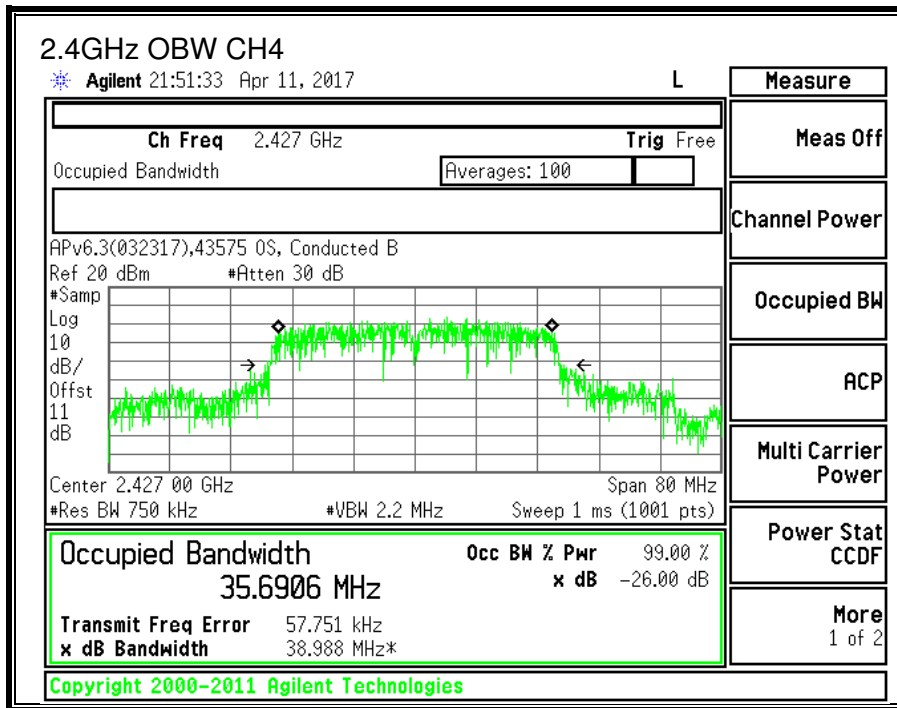 2.4GHz OBW CH4
Agilent 21:51:33 Apr 11, 2017 L
Measure
Ch Freq 2.427 GHz Trig Free
Meas Off
Occupied Bandwidth Averages: 100
Channel Power
APv6.3(032317),43575 OS, Conducted B
Ref 20 dBm #Atten 30 dB
#Samp
Log
10
dB/
Offst
11
dB
Occupied BW
ACP
Multi Carrier
Power
Center 2.427 00 GHz Span 80 MHz
#Res BW 750 kHz #VBW 2.2 MHz Sweep 1 ms (1001 pts)
Power Stat
CCDF
Occupied Bandwidth Occ BW % Pwr 99.00 %
35.6906 MHz x dB -26.00 dB
Transmit Freq Error 57.751 kHz
x dB Bandwidth 38.988 MHz*
More
1 of 2
Copyright 2000-2011 Agilent Technologies